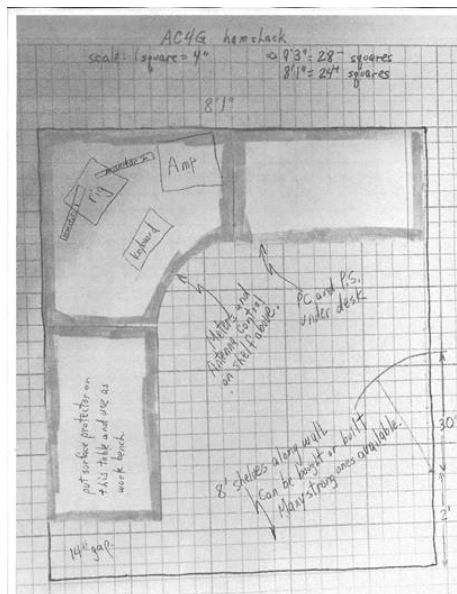 AC4G hamshack
scale: 1 square = 4"
⇒ 9'3" = 28" squares
8'1" = 24" squares
8'1"
Amp
monitor
rig
monitor
keyboard
Meters and
Antenna Control
on shelf above.
PC and P.S.
under desk
put surface protector on
this table and use as
work bench.
8' shelves along wall
Can be bought or built
Many strong ones available.
30"
2'
14" gap.